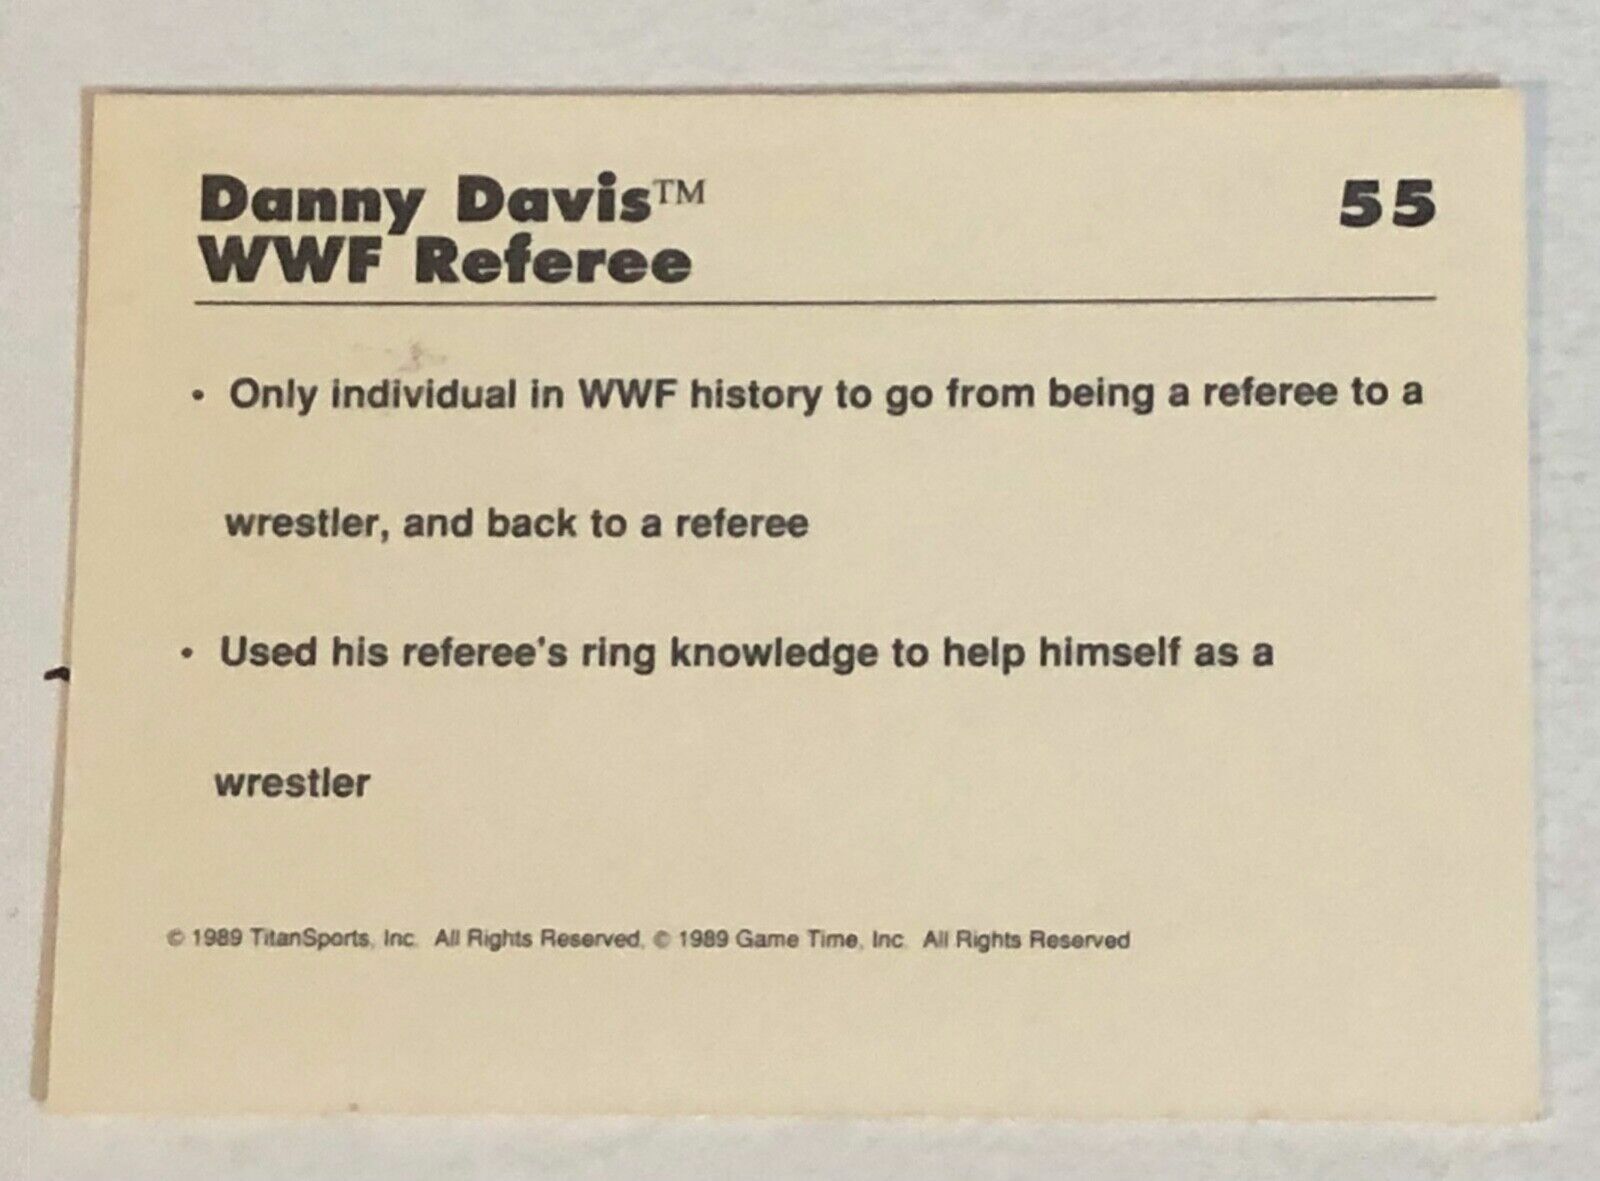 Danny Davis™ 55
WWF Referee
• Only individual in WWF history to go from being a referee to a
wrestler, and back to a referee
• Used his referee's ring knowledge to help himself as a
wrestler
© 1989 TitanSports, Inc. All Rights Reserved. © 1989 Game Time, Inc. All Rights Reserved